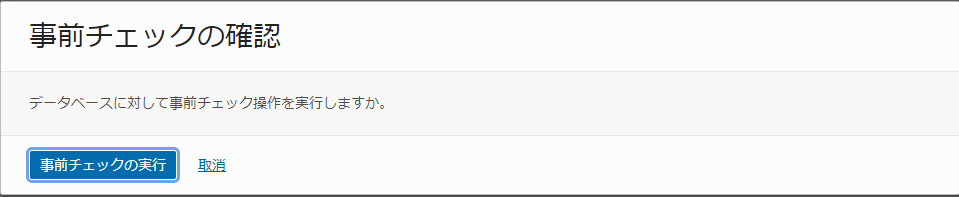 事前チェックの確認
データベースに対して事前チェック操作を実行しますか。
事前チェックの実行 取消